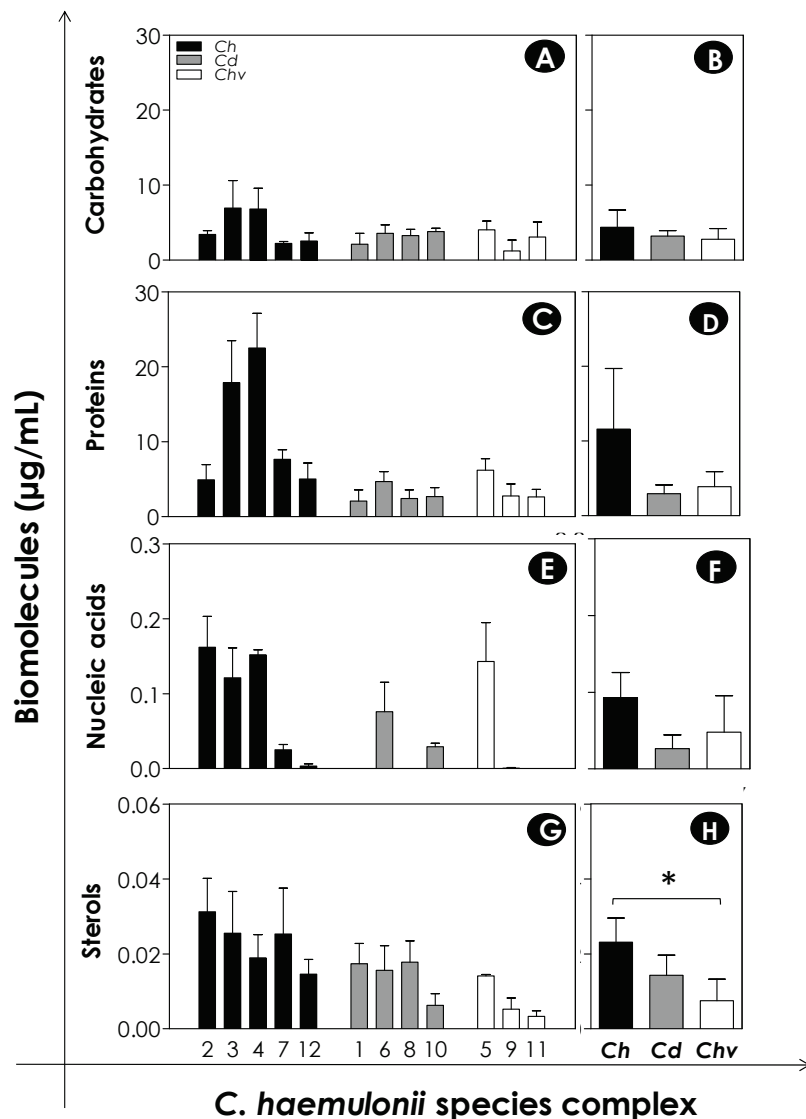 Biomolecules (µg/mL)
Carbohydrates
30
20
10
0
Ch
Cd
Chv
A
B
Proteins
30
20
10
0
C
D
Nucleic acids
0.3
0.2
0.1
0.0
E
F
Sterols
0.06
0.04
0.02
0.00
G
H
*
2 3 4 7 12 1 6 8 10 5 9 11
Ch Cd Chv
C. haemulonii species complex